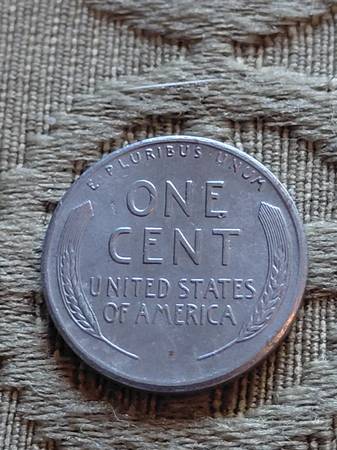 E · PLURIBUS · UNUM
ONE
CENT
UNITED STATES
OF AMERICA